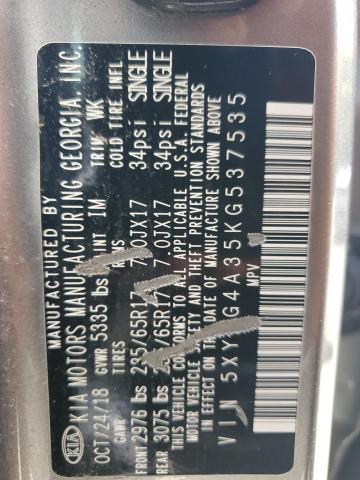 MANUFACTURED BY
KIA KIA MOTORS MANUFACTURING GEORGIA, INC.
OCT/24/18 GVWR 5335 lbs INT IM TRIM WK
GAWR TIRES RIMS COLD TIRE INFL
FRONT 2976 lbs 235/65R17 7.0JX17 34psi SINGLE
REAR 3075 lbs 235/65R17 7.0JX17 34psi SINGLE
THIS VEHICLE CONFORMS TO ALL APPLICABLE U.S.A. FEDERAL
MOTOR VEHICLE SAFETY AND THEFT PREVENTION STANDARDS
IN EFFECT ON THE DATE OF MANUFACTURE SHOWN ABOVE
VIN G4A35KG537535
MPV